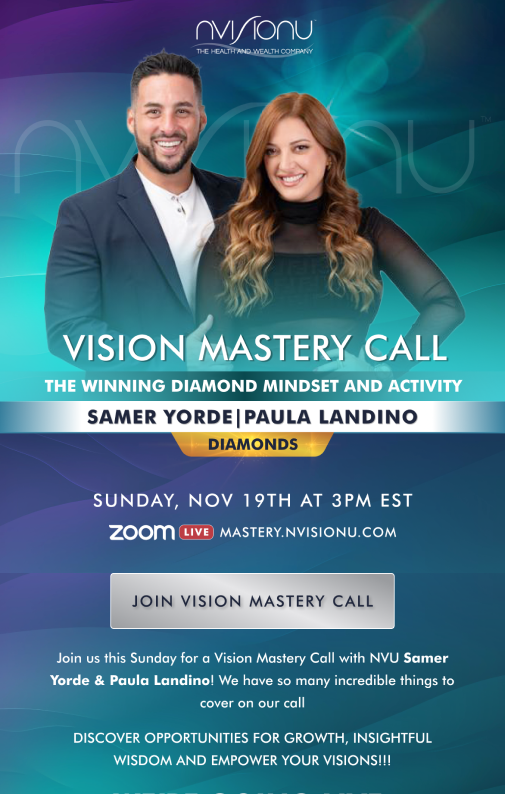 nvisionu
THE HEALTH AND WEALTH COMPANY
nvisionu
VISION MASTERY CALL
THE WINNING DIAMOND MINDSET AND ACTIVITY
SAMER YORDE|PAULA LANDINO
DIAMONDS
SUNDAY, NOV 19TH AT 3PM EST
zoom LIVE MASTERY.NVISIONU.COM
JOIN VISION MASTERY CALL
Join us this Sunday for a Vision Mastery Call with NVU Samer
Yorde & Paula Landino! We have so many incredible things to
cover on our call
DISCOVER OPPORTUNITIES FOR GROWTH, INSIGHTFUL
WISDOM AND EMPOWER YOUR VISIONS!!!